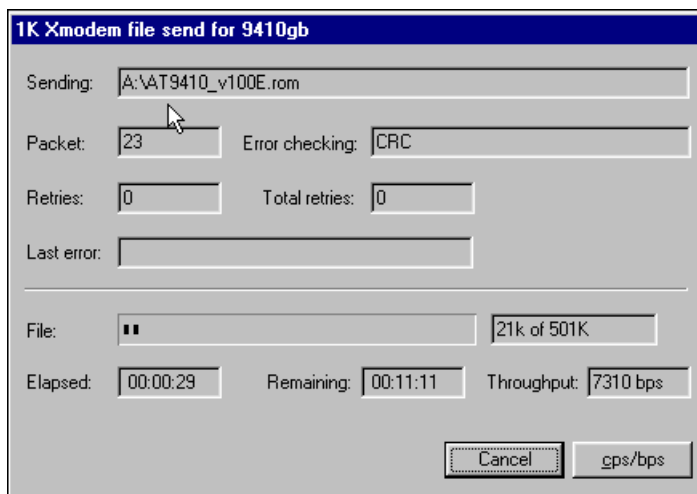 1K Xmodem file send for 9410gb
Sending: A:\AT9410_v100E.rom
Packet: 23 Error checking: CRC
Retries: 0 Total retries: 0
Last error:
File: 21k of 501K
Elapsed: 00:00:29 Remaining: 00:11:11 Throughput: 7310 bps
Cancel cps/bps